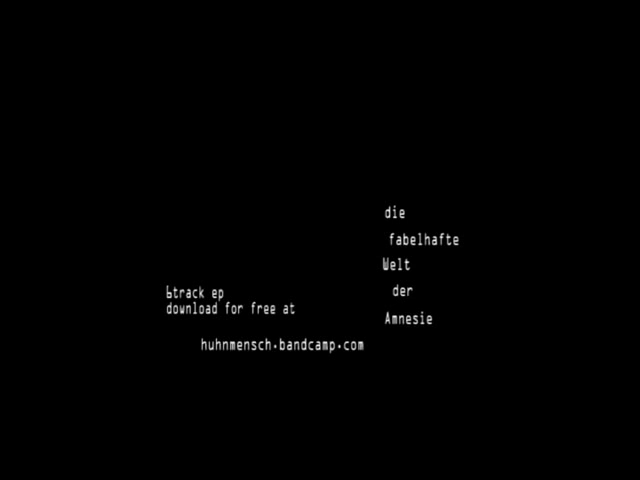 die
fabelhafte
Welt
der
Amnesie
6track ep
download for free at
huhnmensch.bandcamp.com